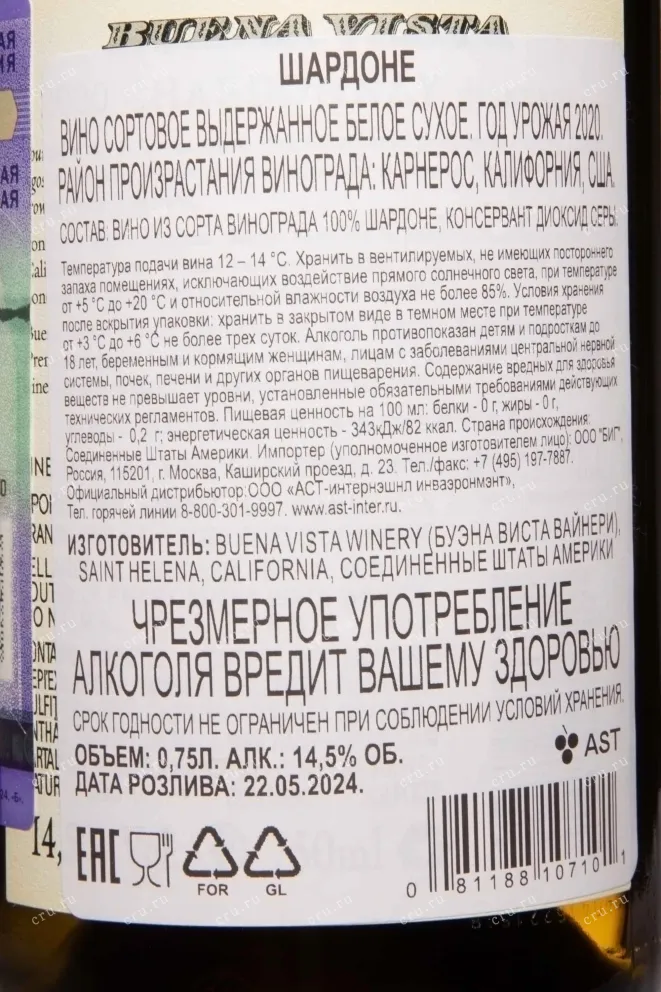 BUENA VISTA
ШАРДОНЕ
ВИНО СОРТОВОЕ ВЫДЕРЖАННОЕ БЕЛОЕ СУХОЕ. ГОД УРОЖАЯ 2020.
РАЙОН ПРОИЗРАСТАНИЯ ВИНОГРАДА: КАРНЕРОС, КАЛИФОРНИЯ, США.
СОСТАВ: ВИНО ИЗ СОРТА ВИНОГРАДА 100% ШАРДОНЕ, КОНСЕРВАНТ ДИОКСИД СЕРЫ.
Температура подачи вина 12 – 14 °С. Хранить в вентилируемых, не имеющих постороннего
запаха помещениях, исключающих воздействие прямого солнечного света, при температуре
от +5 °С до +20 °С и относительной влажности воздуха не более 85%. Условия хранения
после вскрытия упаковки: хранить в закрытом виде в темном месте при температуре
от +3 °С до +6 °С не более трех суток. Алкоголь противопоказан детям и подросткам до
18 лет, беременным и кормящим женщинам, лицам с заболеваниями центральной нервной
системы, почек, печени и других органов пищеварения. Содержание вредных для здоровья
веществ не превышает уровни, установленные обязательными требованиями действующих
технических регламентов. Пищевая ценность на 100 мл: белки - 0 г, жиры - 0 г,
углеводы - 0,2 г; энергетическая ценность - 343кДж/82 ккал. Страна происхождения:
Соединенные Штаты Америки. Импортер (уполномоченное изготовителем лицо): ООО "БИГ",
Россия, 115201, г. Москва, Каширский проезд, д. 23. Тел./факс: +7 (495) 197-7887.
Официальный дистрибьютор:ООО «АСТ-интернэшнл инваэронмэнт»,
Тел. горячей линии 8-800-301-9997. www.ast-inter.ru.
ИЗГОТОВИТЕЛЬ: BUENA VISTA WINERY (БУЭНА ВИСТА ВАЙНЕРИ),
SAINT HELENA, CALIFORNIA, СОЕДИНЕННЫЕ ШТАТЫ АМЕРИКИ
ЧРЕЗМЕРНОЕ УПОТРЕБЛЕНИЕ
АЛКОГОЛЯ ВРЕДИТ ВАШЕМУ ЗДОРОВЬЮ
СРОК ГОДНОСТИ НЕ ОГРАНИЧЕН ПРИ СОБЛЮДЕНИИ УСЛОВИЙ ХРАНЕНИЯ.
ОБЪЕМ: 0,75Л. АЛК.: 14,5% ОБ.
ДАТА РОЗЛИВА: 22.05.2024.
AST
EAC
FOR
GL
0 81188 10710 1
14,
cru.ru